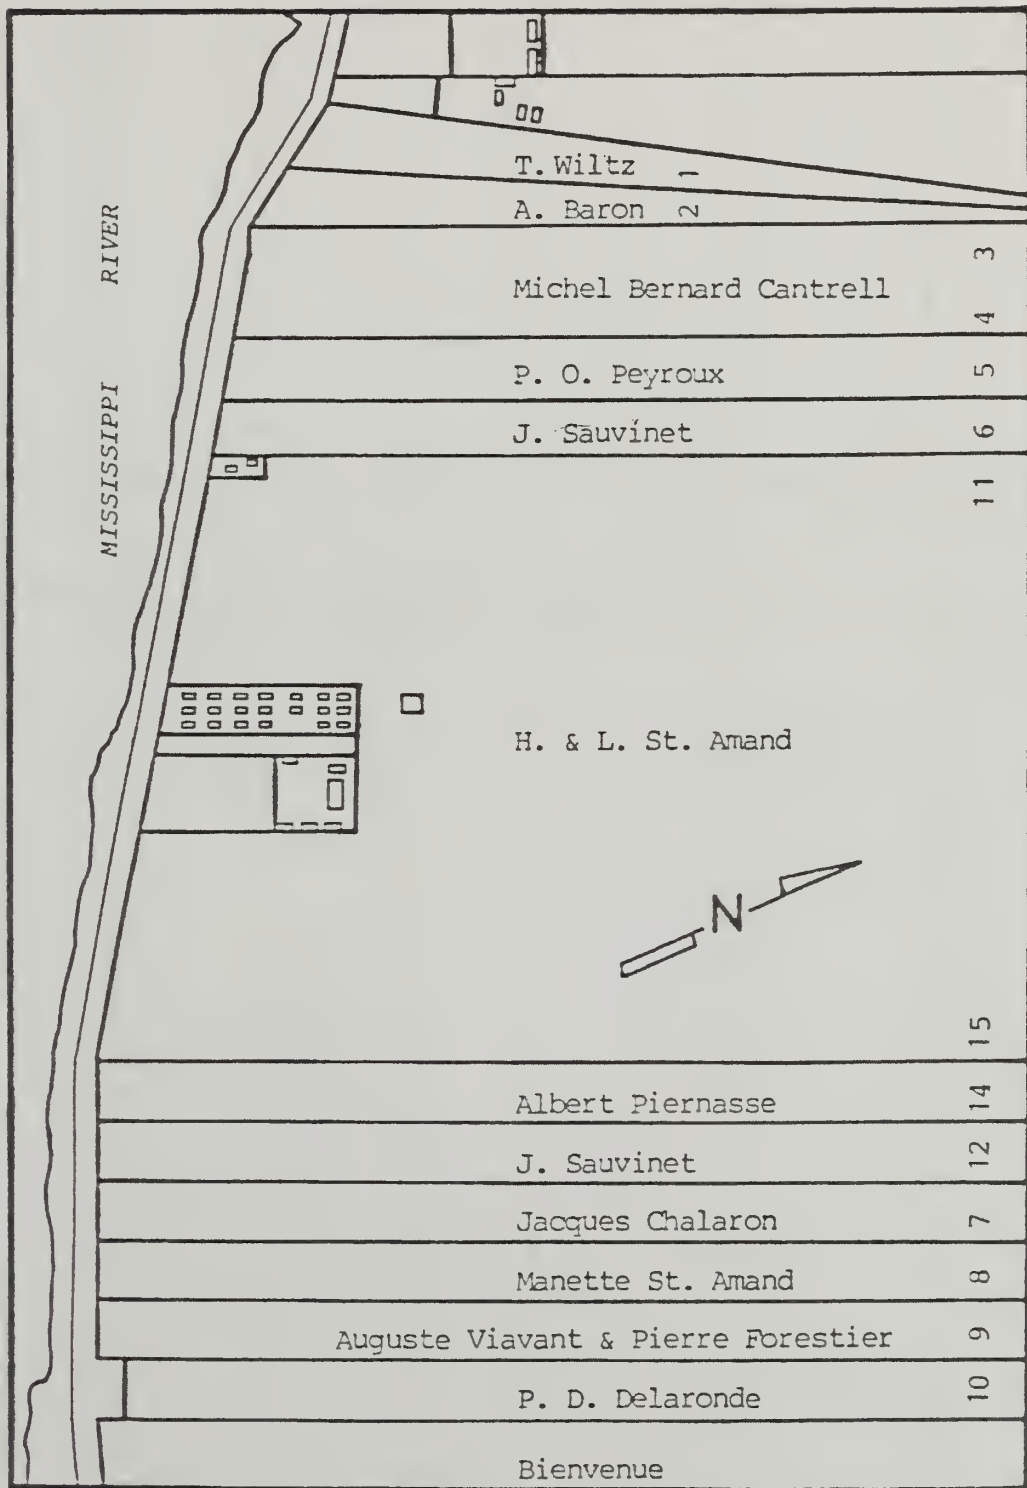 MISSISSIPPI RIVER
T. Wiltz 1
A. Baron 2
Michel Bernard Cantrell 3
4
P. O. Peyroux 5
J. Sauvinet 6
11
H. & L. St. Amand
N
15
Albert Piernasse 14
J. Sauvinet 12
Jacques Chalaron 7
Manette St. Amand 8
Auguste Viavant & Pierre Forestier 9
P. D. Delaronde 10
Bienvenue